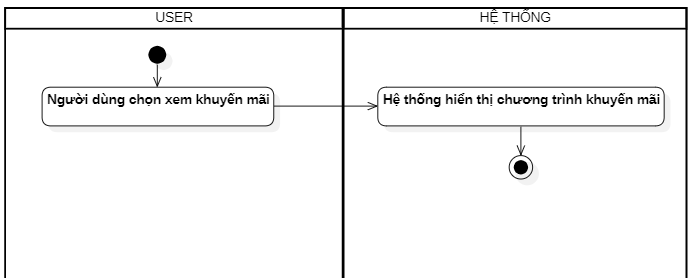 USER
HỆ THỐNG
Người dùng chọn xem khuyến mãi
Hệ thống hiển thị chương trình khuyến mãi